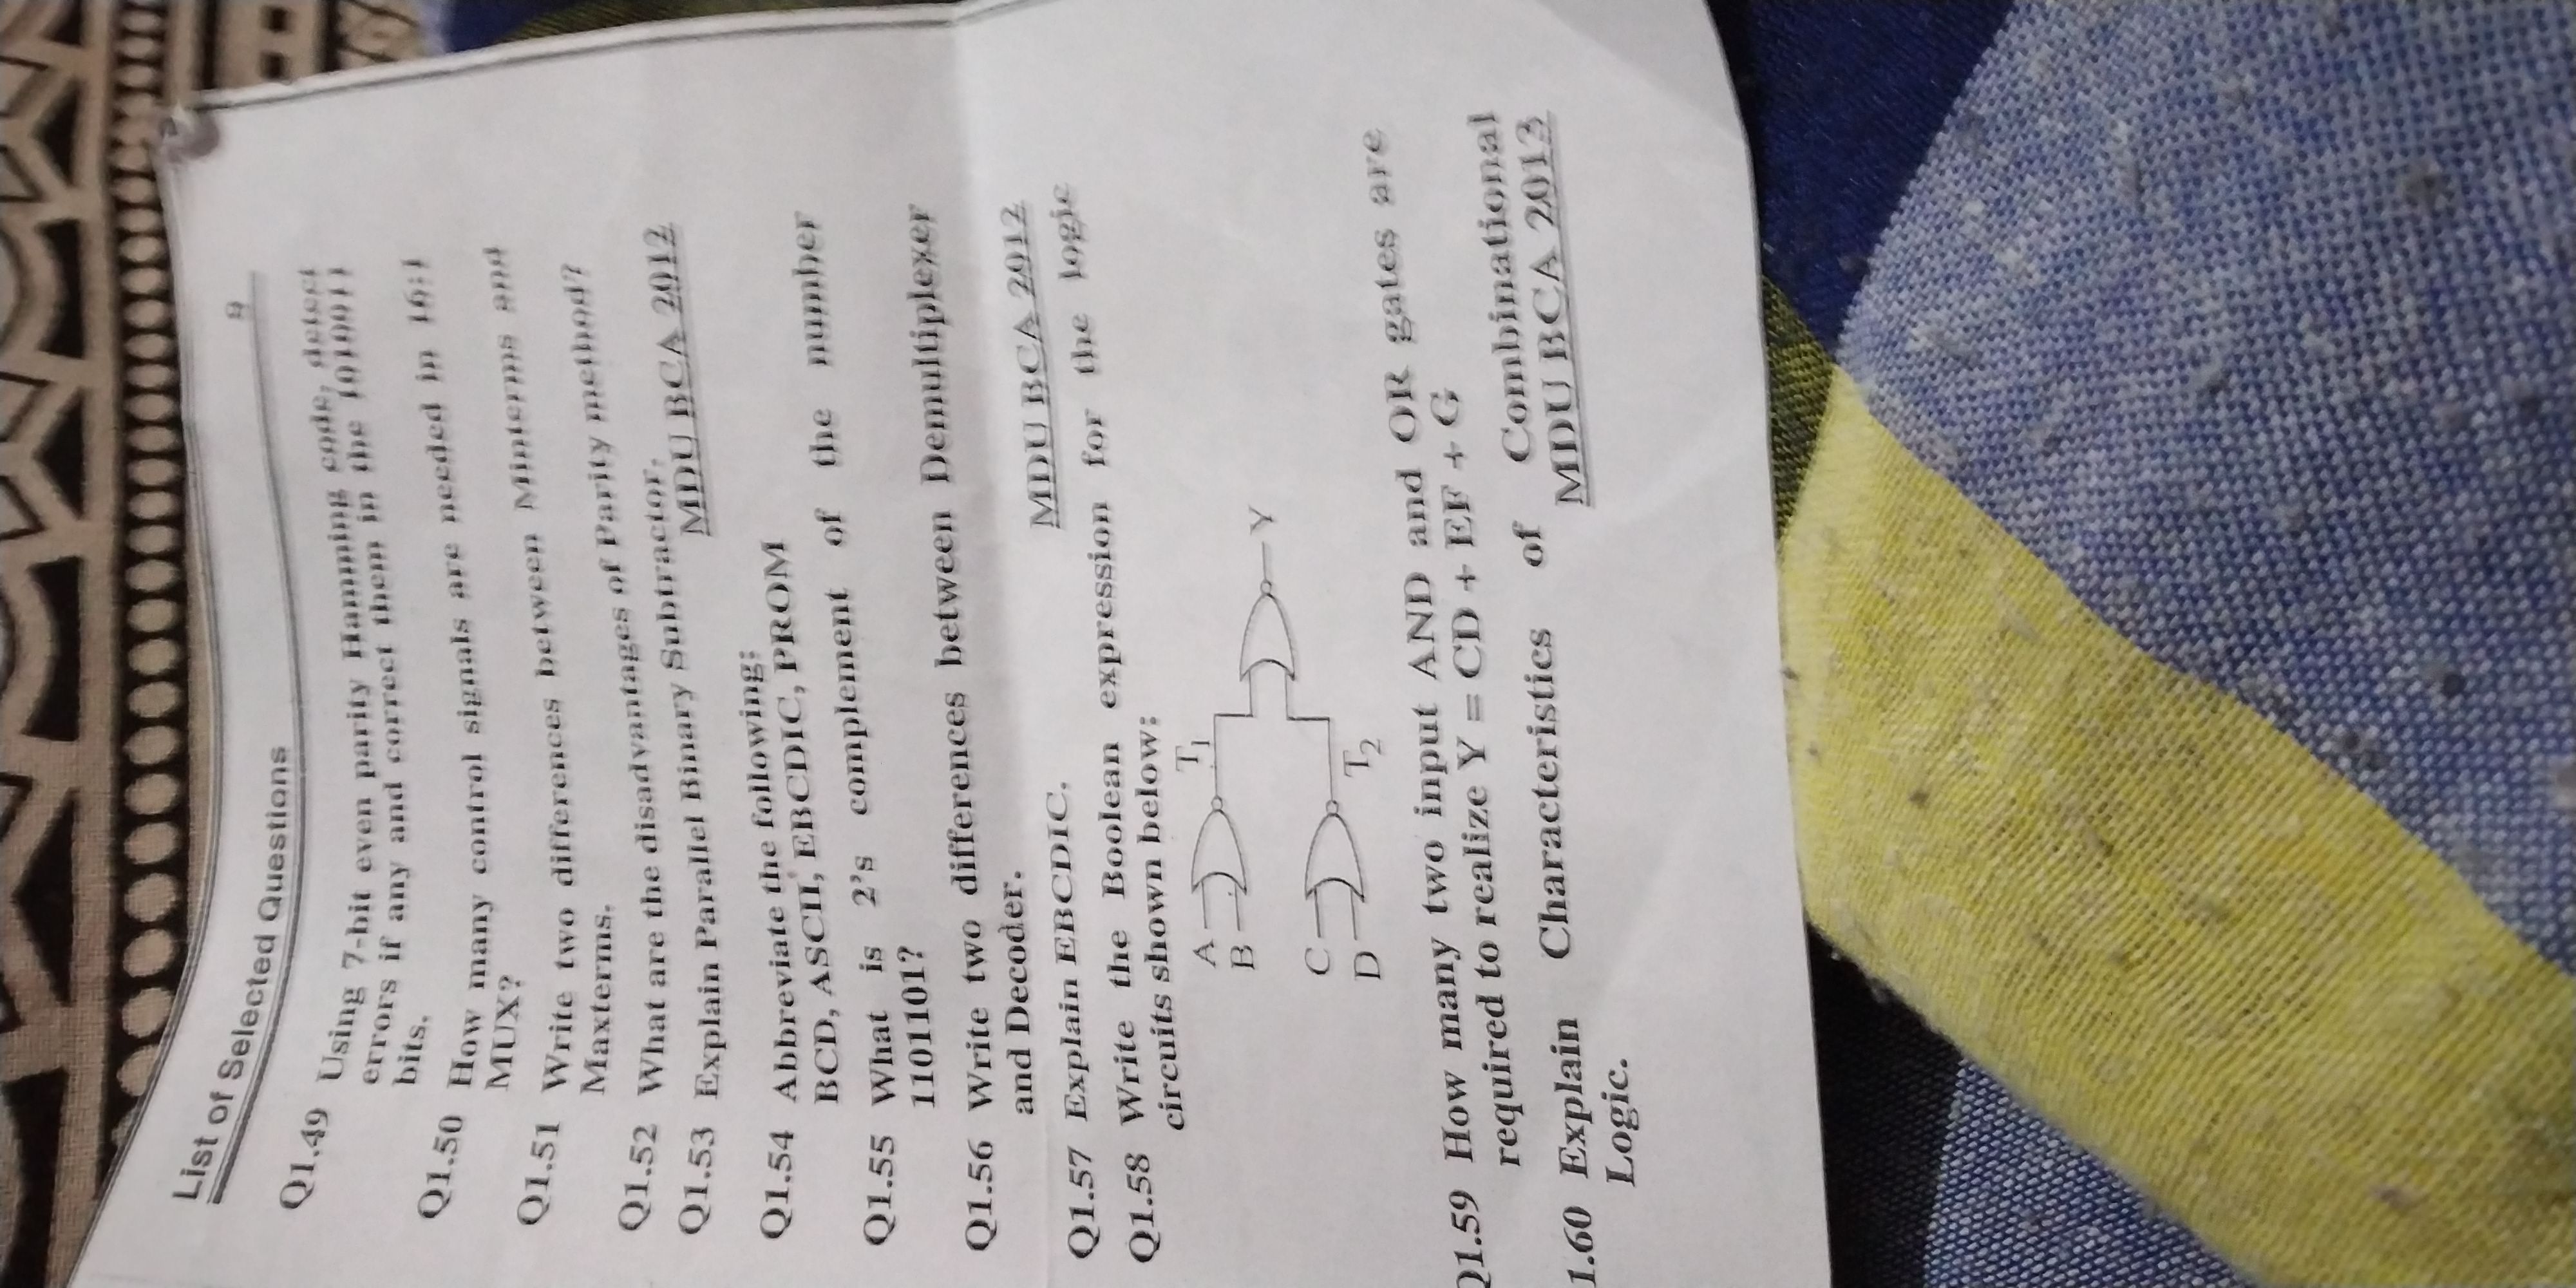 List of Selected Questions
9
Q1.49 Using 7-bit even parity Hamming code, detect
errors if any and correct them in the 1010011
bits.
Q1.50 How many control signals are needed in 16:1
MUX?
Q1.51 Write two differences between Minterms and
Maxterms.
Q1.52 What are the disadvantages of Parity method?
Q1.53 Explain Parallel Binary Subtractor.
MDU BCA 2012
Q1.54 Abbreviate the following:
BCD, ASCII, EBCDIC, PROM
Q1.55 What is 2's complement of the number
1101101?
Q1.56 Write two differences between Demultiplexer
and Decoder.
MDU BCA 2012
Q1.57 Explain EBCDIC.
Q1.58 Write the Boolean expression for the logic
circuits shown below:
A
B
T1
Y
C
D
T2
Q1.59 How many two input AND and OR gates are
required to realize Y = CD + EF + G
1.60 Explain Characteristics of Combinational
Logic.
MDU BCA 2013